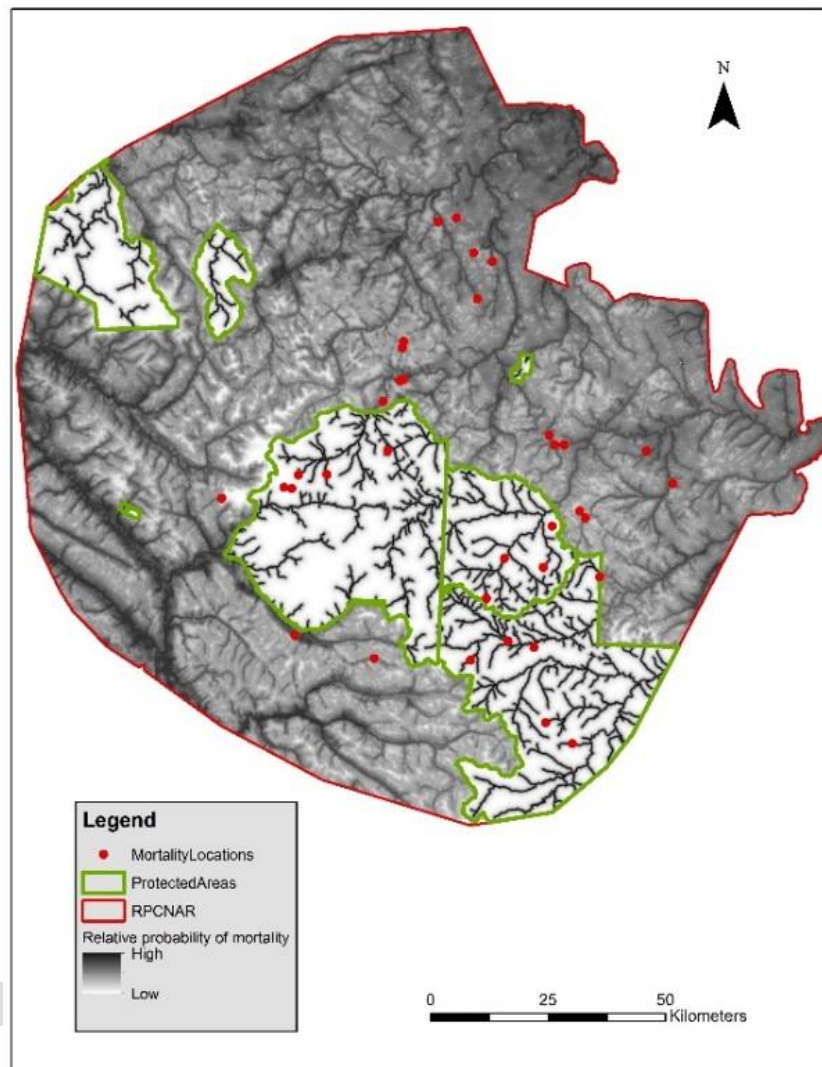 N
Legend
MortalityLocations
ProtectedAreas
RPCNAR
Relative probability of mortality
High
Low
0 25 50
Kilometers